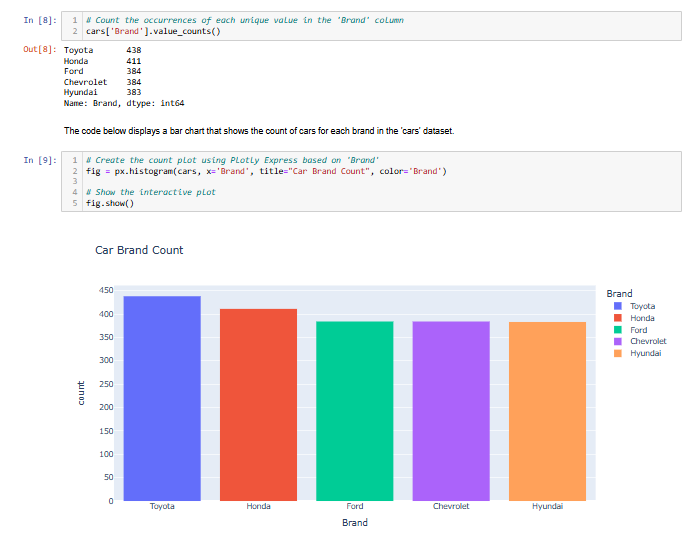 In [8]:
1 # Count the occurrences of each unique value in the 'Brand' column
2 cars['Brand'].value_counts()
Out[8]: Toyota 438
Honda 411
Ford 384
Chevrolet 384
Hyundai 383
Name: Brand, dtype: int64
The code below displays a bar chart that shows the count of cars for each brand in the 'cars' dataset.
In [9]:
1 # Create the count plot using Plotly Express based on 'Brand'
2 fig = px.histogram(cars, x='Brand', title="Car Brand Count", color='Brand')
3
4 # Show the interactive plot
5 fig.show()
Car Brand Count
450
400
350
300
250
200
150
100
50
0
count
Toyota Honda Ford Chevrolet Hyundai
Brand
Brand
Toyota
Honda
Ford
Chevrolet
Hyundai